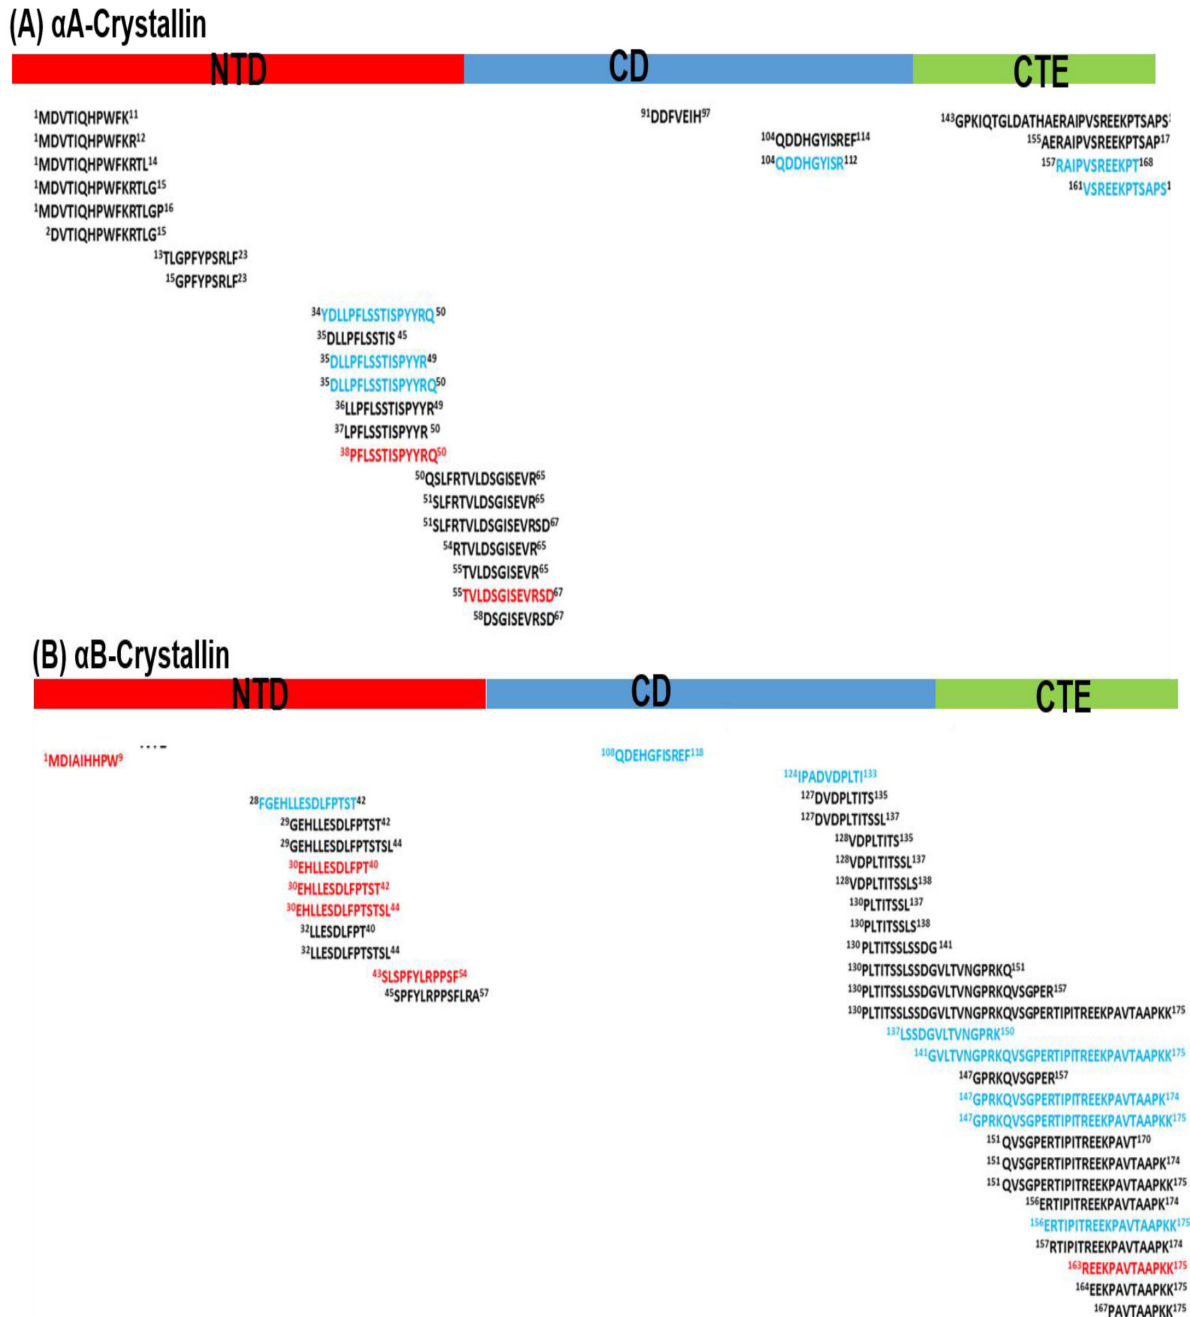 (A) αA-Crystallin
NTD CD CTE
¹MDVTIQHPWFK¹¹
¹MDVTIQHPWFKR¹²
¹MDVTIQHPWFKRTL¹⁴
¹MDVTIQHPWFKRTLG¹⁵
¹MDVTIQHPWFKRTLGP¹⁶
²DVTIQHPWFKRTLG¹⁵
¹³TLGPFYPSRLF²³
¹⁵GPFYPSRLF²³
³⁴YDLLPFLSSTISPYYRQ⁵⁰
³⁵DLLPFLSSTIS⁴⁵
³⁵DLLPFLSSTISPYYR⁴⁹
³⁵DLLPFLSSTISPYYRQ⁵⁰
³⁶LLPFLSSTISPYYR⁴⁹
³⁷LPFLSSTISPYYR⁵⁰
³⁸PFLSSTISPYYRQ⁵⁰
⁵⁰QSLFRTVLDSGISEVR⁶⁵
⁵¹SLFRTVLDSGISEVR⁶⁵
⁵¹SLFRTVLDSGISEVRSD⁶⁷
⁵⁴RTVLDSGISEVR⁶⁵
⁵⁵TVLDSGISEVR⁶⁵
⁵⁵TVLDSGISEVRSD⁶⁷
⁵⁸DSGISEVRSD⁶⁷
⁹¹DDFVEIH⁹⁷
¹⁰⁴QDDHGYISREF¹¹⁴
¹⁰⁴QDDHGYISR¹¹²
¹⁴³GPKIQTGLDATHAERAIPVSREEKPTSAPS
¹⁵⁵AERAIPVSREEKPTSAP¹⁷
¹⁵⁷RAIPVSREEKPT¹⁶⁸
¹⁶¹VSREEKPTSAPS¹
(B) αB-Crystallin
NTD CD CTE
¹MDIAIHHPW⁹
²⁸FGEHLLESDLFPTST⁴²
²⁹GEHLLESDLFPTST⁴²
²⁹GEHLLESDLFPTSTSL⁴⁴
³⁰EHLLESDLFPT⁴⁰
³⁰EHLLESDLFPTST⁴²
³⁰EHLLESDLFPTSTSL⁴⁴
³²LLESDLFPT⁴⁰
³²LLESDLFPTSTSL⁴⁴
⁴³SLSPFYLRPPSF⁵⁴
⁴⁵SPFYLRPPSFLRA⁵⁷
¹⁰⁸QDEHGFISREF¹¹⁸
¹²⁴IPADVDPLTI¹³³
¹²⁷DVDPLTITS¹³⁵
¹²⁷DVDPLTITSSL¹³⁷
¹²⁸VDPLTITS¹³⁵
¹²⁸VDPLTITSSL¹³⁷
¹²⁸VDPLTITSSLS¹³⁸
¹³⁰PLTITSSL¹³⁷
¹³⁰PLTITSSLS¹³⁸
¹³⁰PLTITSSLSSDG¹⁴¹
¹³⁰PLTITSSLSSDGVLTVNGPRKQ¹⁵¹
¹³⁰PLTITSSLSSDGVLTVNGPRKQVSGPER¹⁵⁷
¹³⁰PLTITSSLSSDGVLTVNGPRKQVSGPERTIPITREEKPAVTAAPKK¹⁷⁵
¹³⁷LSSDGVLTVNGPRK¹⁵⁰
¹⁴¹GVLTVNGPRKQVSGPERTIPITREEKPAVTAAPKK¹⁷⁵
¹⁴⁷GPRKQVSGPER¹⁵⁷
¹⁴⁷GPRKQVSGPERTIPITREEKPAVTAAPK¹⁷⁴
¹⁴⁷GPRKQVSGPERTIPITREEKPAVTAAPKK¹⁷⁵
¹⁵¹QVSGPERTIPITREEKPAVT¹⁷⁰
¹⁵¹QVSGPERTIPITREEKPAVTAAPK¹⁷⁴
¹⁵¹QVSGPERTIPITREEKPAVTAAPKK¹⁷⁵
¹⁵⁶ERTIPITREEKPAVTAAPK¹⁷⁴
¹⁵⁶ERTIPITREEKPAVTAAPKK¹⁷⁵
¹⁵⁷RTIPITREEKPAVTAAPK¹⁷⁴
¹⁶³REEKPAVTAAPKK¹⁷⁵
¹⁶⁴EEKPAVTAAPKK¹⁷⁵
¹⁶⁷PAVTAAPKK¹⁷⁵